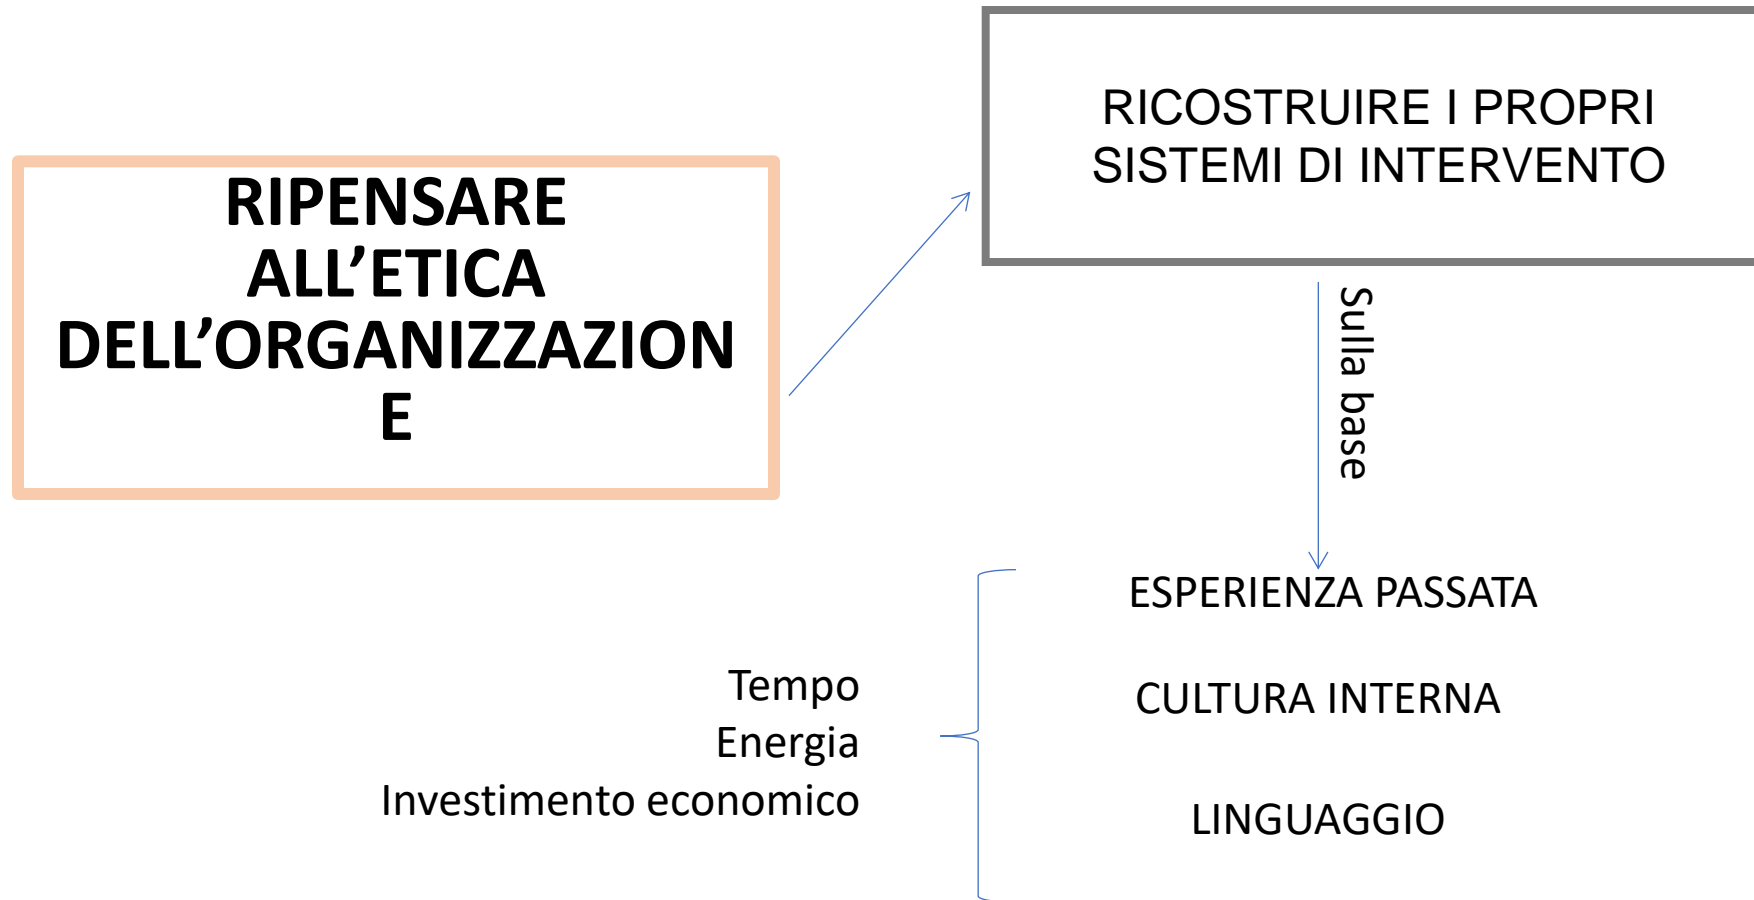 RIPENSARE
ALL’ETICA
DELL’ORGANIZZAZION
E
RICOSTRUIRE I PROPRI
SISTEMI DI INTERVENTO
Sulla base
ESPERIENZA PASSATA
CULTURA INTERNA
LINGUAGGIO
Tempo
Energia
Investimento economico